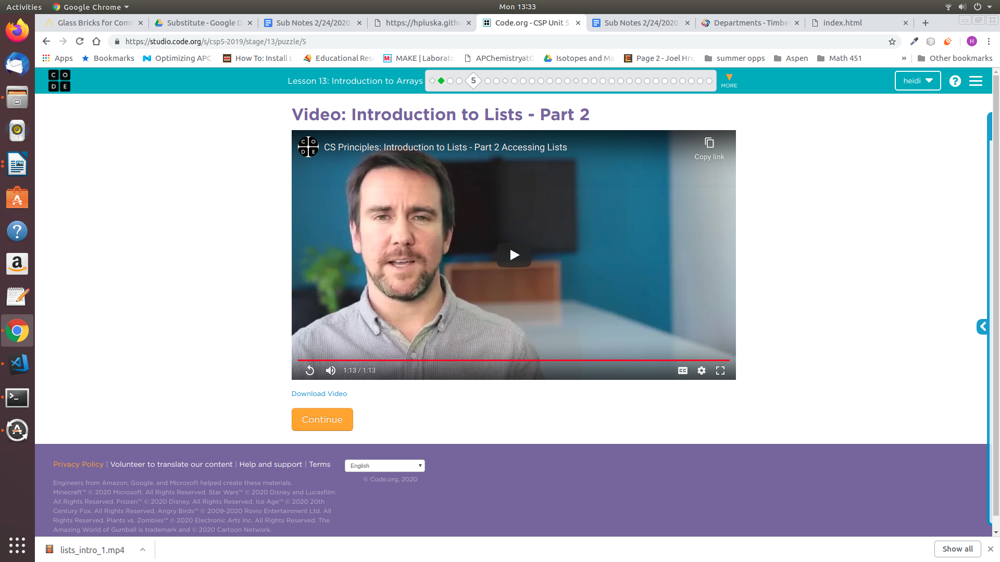 Activities
Google Chrome
Mon 13:33
Glass Bricks for Comm
Substitute - Google D
Sub Notes 2/24/2020
https://hpluska.githu
Code.org - CSP Unit 5
Sub Notes 2/24/2020
Departments - Timbe
index.html
https://studio.code.org/s/csp5-2019/stage/13/puzzle/5
H
Apps
Bookmarks
Optimizing APC
How To: Install L
Educational Res
M: MAKE | Laborato
APChemistryatG
Isotopes and Ma
E Page 2 - Joel Hru
summer opps
Aspen
Math 451
»
Other bookmarks
C O
D E
Lesson 13: Introduction to Arrays
5
MORE
heidi
?
Video: Introduction to Lists - Part 2
C O
D E
CS Principles: Introduction to Lists - Part 2 Accessing Lists
Copy link
1:13 / 1:13
CC
Download Video
Continue
Privacy Policy | Volunteer to translate our content | Help and support | Terms
English
© Code.org, 2020
Engineers from Amazon, Google, and Microsoft helped create these materials.
Minecraft™ © 2020 Microsoft. All Rights Reserved. Star Wars™ © 2020 Disney and Lucasfilm.
All Rights Reserved. Frozen™ © 2020 Disney. All Rights Reserved. Ice Age™ © 2020 20th
Century Fox. All Rights Reserved. Angry Birds™ © 2009-2020 Rovio Entertainment Ltd. All
Rights Reserved. Plants vs. Zombies™ © 2020 Electronic Arts Inc. All Rights Reserved. The
Amazing World of Gumball is trademark and © 2020 Cartoon Network.
lists_intro_1.mp4
Show all